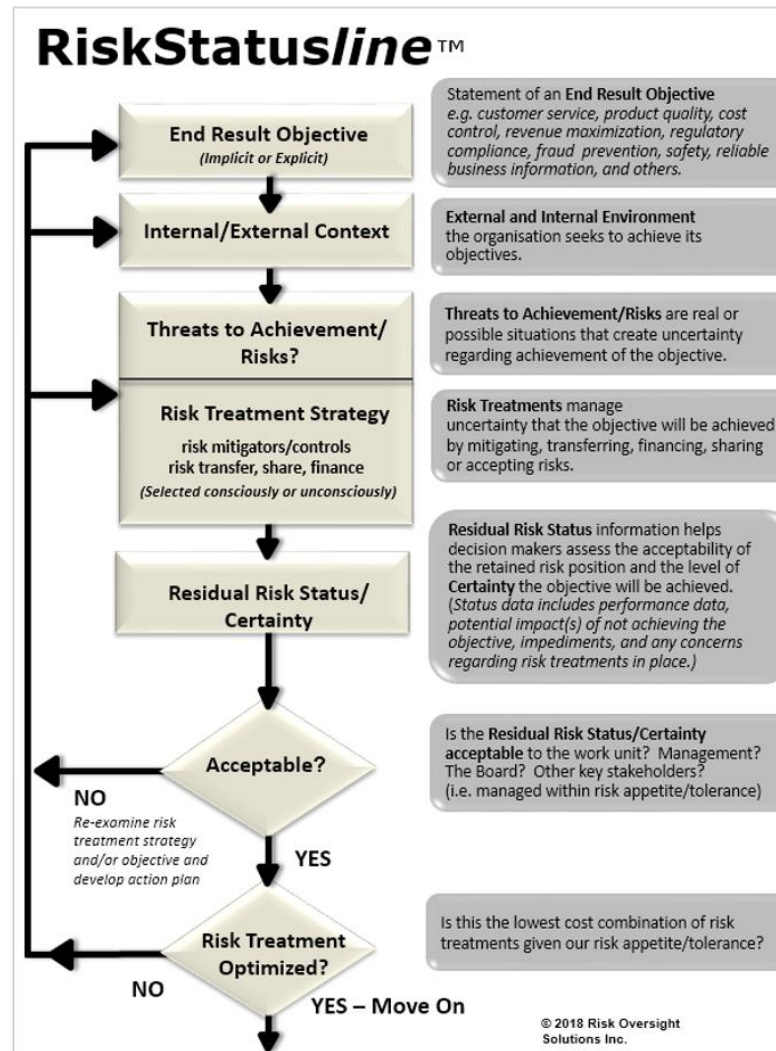 RiskStatusline™
End Result Objective
(Implicit or Explicit)
Statement of an End Result Objective
e.g. customer service, product quality, cost
control, revenue maximization, regulatory
compliance, fraud prevention, safety, reliable
business information, and others.
Internal/External Context
External and Internal Environment
the organisation seeks to achieve its
objectives.
Threats to Achievement/
Risks?
Threats to Achievement/Risks are real or
possible situations that create uncertainty
regarding achievement of the objective.
Risk Treatment Strategy
risk mitigators/controls
risk transfer, share, finance
(Selected consciously or unconsciously)
Risk Treatments manage
uncertainty that the objective will be achieved
by mitigating, transferring, financing, sharing
or accepting risks.
Residual Risk Status/
Certainty
Residual Risk Status information helps
decision makers assess the acceptability of
the retained risk position and the level of
Certainty the objective will be achieved.
(Status data includes performance data,
potential impact(s) of not achieving the
objective, impediments, and any concerns
regarding risk treatments in place.)
Acceptable?
Is the Residual Risk Status/Certainty
acceptable to the work unit? Management?
The Board? Other key stakeholders?
(i.e. managed within risk appetite/tolerance)
NO
Re-examine risk
treatment strategy
and/or objective and
develop action plan
YES
Risk Treatment
Optimized?
Is this the lowest cost combination of risk
treatments given our risk appetite/tolerance?
NO
YES – Move On
© 2018 Risk Oversight
Solutions Inc.